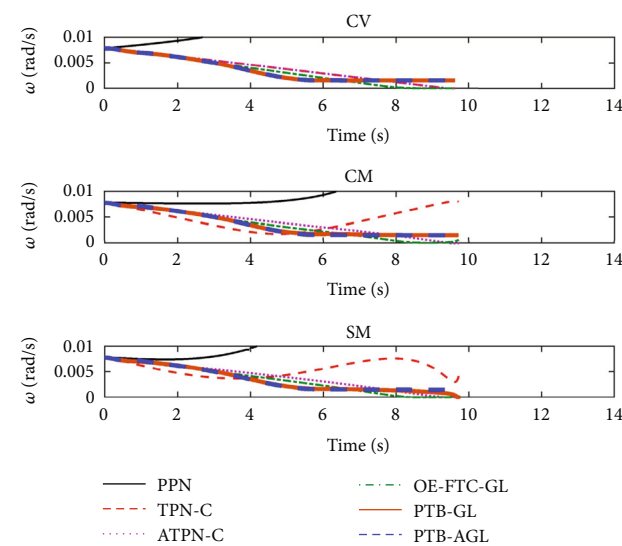 CV
0.01
0.005
0
ω (rad/s)
0 2 4 6 8 10 12 14
Time (s)
CM
0.01
0.005
0
ω (rad/s)
0 2 4 6 8 10 12 14
Time (s)
SM
0.01
0.005
0
ω (rad/s)
0 2 4 6 8 10 12 14
Time (s)
PPN
TPN-C
ATPN-C
OE-FTC-GL
PTB-GL
PTB-AGL